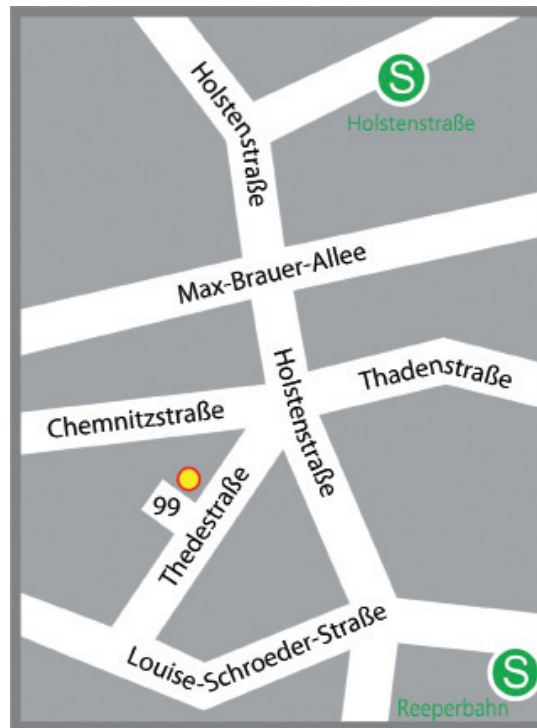 Holstenstraße
S
Holstenstraße
Max-Brauer-Allee
Holstenstraße
Thadenstraße
Chemnitzstraße
99
Thedestraße
Louise-Schroeder-Straße
S
Reeperbahn